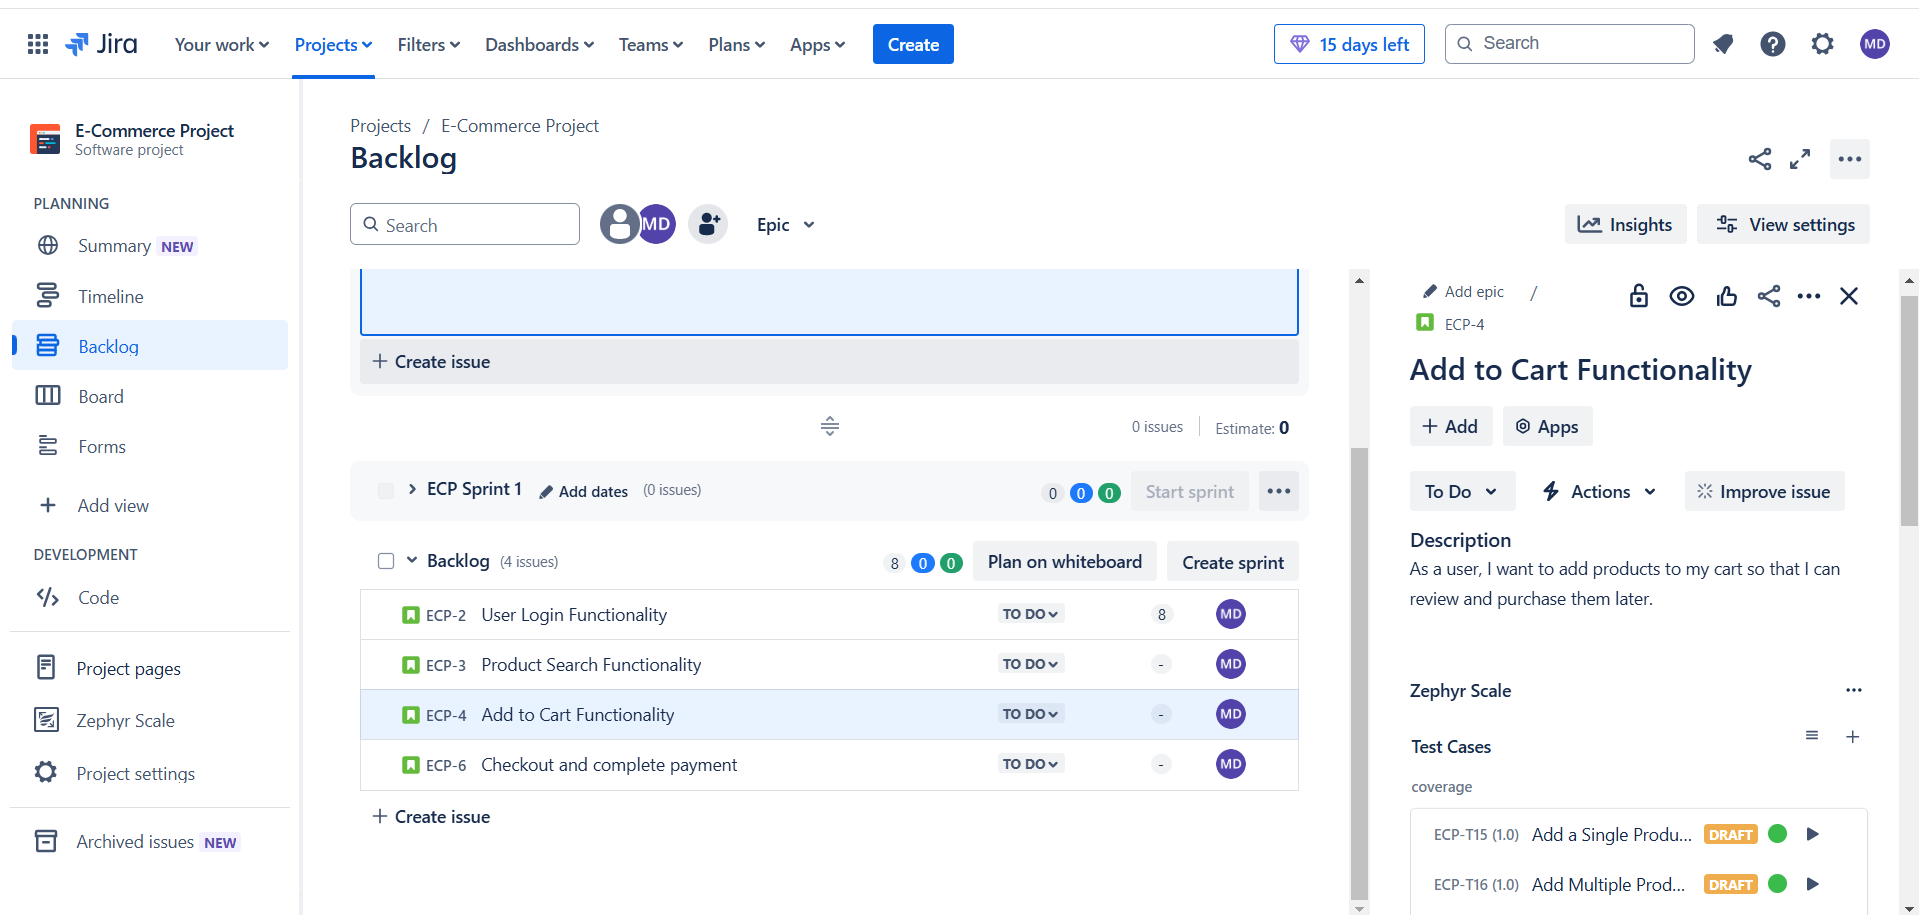 Jira
Your work
Projects
Filters
Dashboards
Teams
Plans
Apps
Create
15 days left
Search
MD
E-Commerce Project
Software project
PLANNING
Summary NEW
Timeline
Backlog
Board
Forms
Add view
DEVELOPMENT
Code
Project pages
Zephyr Scale
Project settings
Archived issues NEW
Projects / E-Commerce Project
Backlog
Search
MD
Epic
Insights
View settings
+ Create issue
0 issues
Estimate: 0
ECP Sprint 1
Add dates
(0 issues)
0 0 0
Start sprint
Backlog (4 issues)
8 0 0
Plan on whiteboard
Create sprint
ECP-2 User Login Functionality TO DO 8 MD
ECP-3 Product Search Functionality TO DO - MD
ECP-4 Add to Cart Functionality TO DO - MD
ECP-6 Checkout and complete payment TO DO - MD
+ Create issue
Add epic /
ECP-4
Add to Cart Functionality
+ Add
Apps
To Do
Actions
Improve issue
Description
As a user, I want to add products to my cart so that I can
review and purchase them later.
Zephyr Scale
Test Cases
coverage
ECP-T15 (1.0) Add a Single Produ... DRAFT
ECP-T16 (1.0) Add Multiple Prod... DRAFT